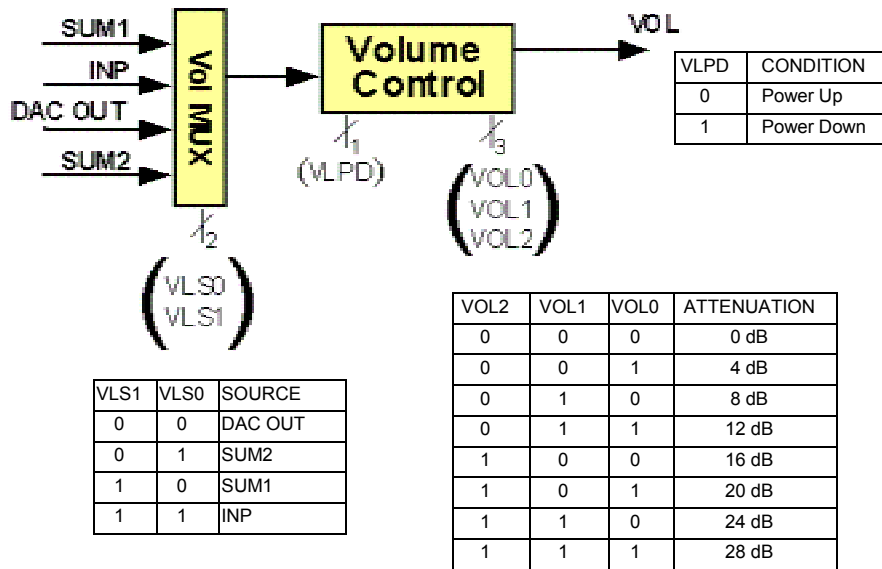 SUM1
INP
DAC OUT
SUM2
Vol MUX
2
VLS0
VLS1
Volume
Control
1
(VLPD)
3
VOL0
VOL1
VOL2
VOL
VLPD CONDITION
0 Power Up
1 Power Down
VLS1 VLS0 SOURCE
0 0 DAC OUT
0 1 SUM2
1 0 SUM1
1 1 INP
VOL2 VOL1 VOL0 ATTENUATION
0 0 0 0 dB
0 0 1 4 dB
0 1 0 8 dB
0 1 1 12 dB
1 0 0 16 dB
1 0 1 20 dB
1 1 0 24 dB
1 1 1 28 dB